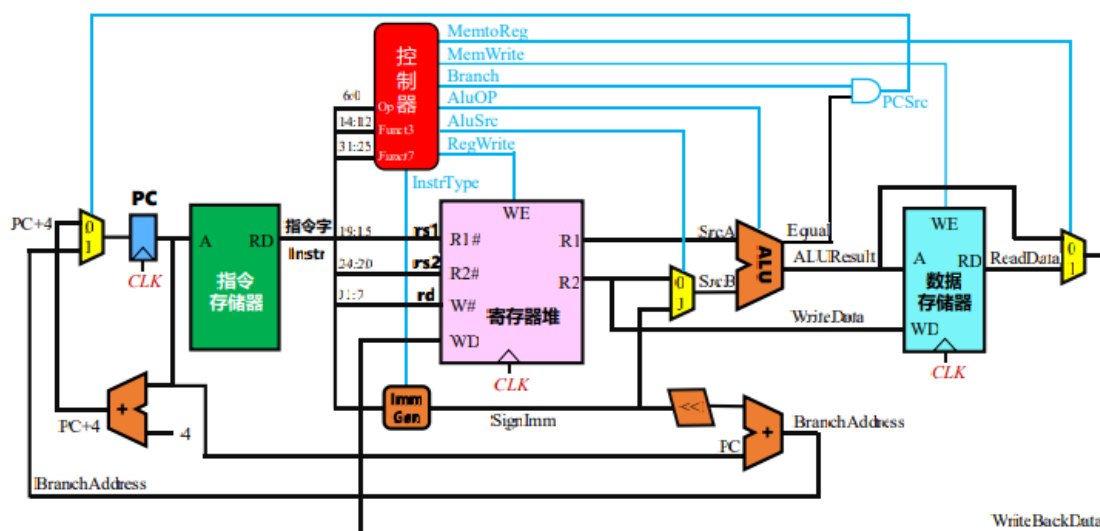 MemtoReg
MemWrite
Branch
AluOP
AluSrc
RegWrite
InstrType
控制器
Op
Funct3
Funct7
6:0
14:12
31:25
PCSrc
PC+4
0
1
PC
CLK
A
RD
指令
存储器
指令字
Instr
19:15
24:20
11:7
rs1
rs2
rd
WE
R1#
R2#
W#
WD
R1
R2
寄存器堆
CLK
0
1
SrcA
SrcB
ALU
Equal
ALUResult
WriteData
WE
A
RD
数据
存储器
WD
CLK
ReadData
0
1
Imm
Gen
SignImm
<<
+
PC+4
4
PC
+
BranchAddress
BranchAddress
WriteBackData